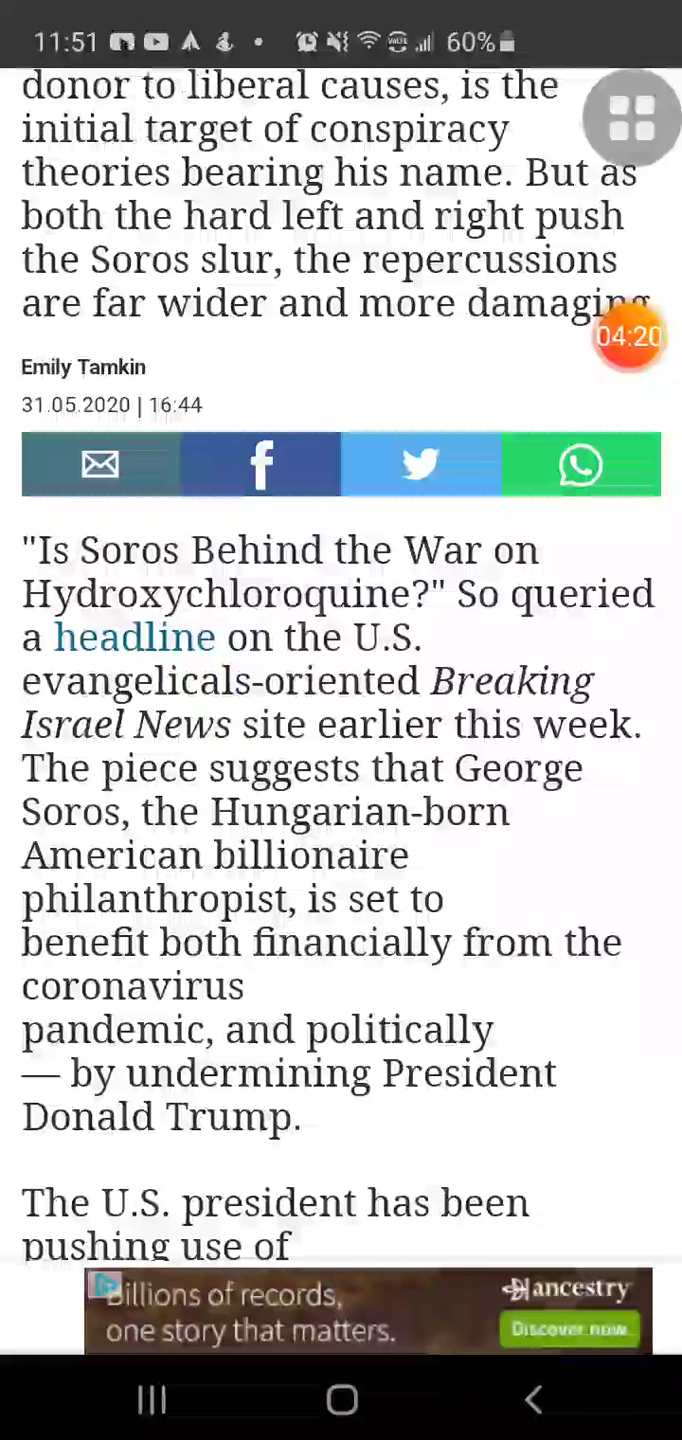 11:51 60%
donor to liberal causes, is the
initial target of conspiracy
theories bearing his name. But as
both the hard left and right push
the Soros slur, the repercussions
are far wider and more damaging
04:20
Emily Tamkin
31.05.2020 | 16:44
"Is Soros Behind the War on
Hydroxychloroquine?" So queried
a headline on the U.S.
evangelicals-oriented Breaking
Israel News site earlier this week.
The piece suggests that George
Soros, the Hungarian-born
American billionaire
philanthropist, is set to
benefit both financially from the
coronavirus
pandemic, and politically
— by undermining President
Donald Trump.
The U.S. president has been
pushing use of
Billions of records,
one story that matters.
ancestry
Discover now